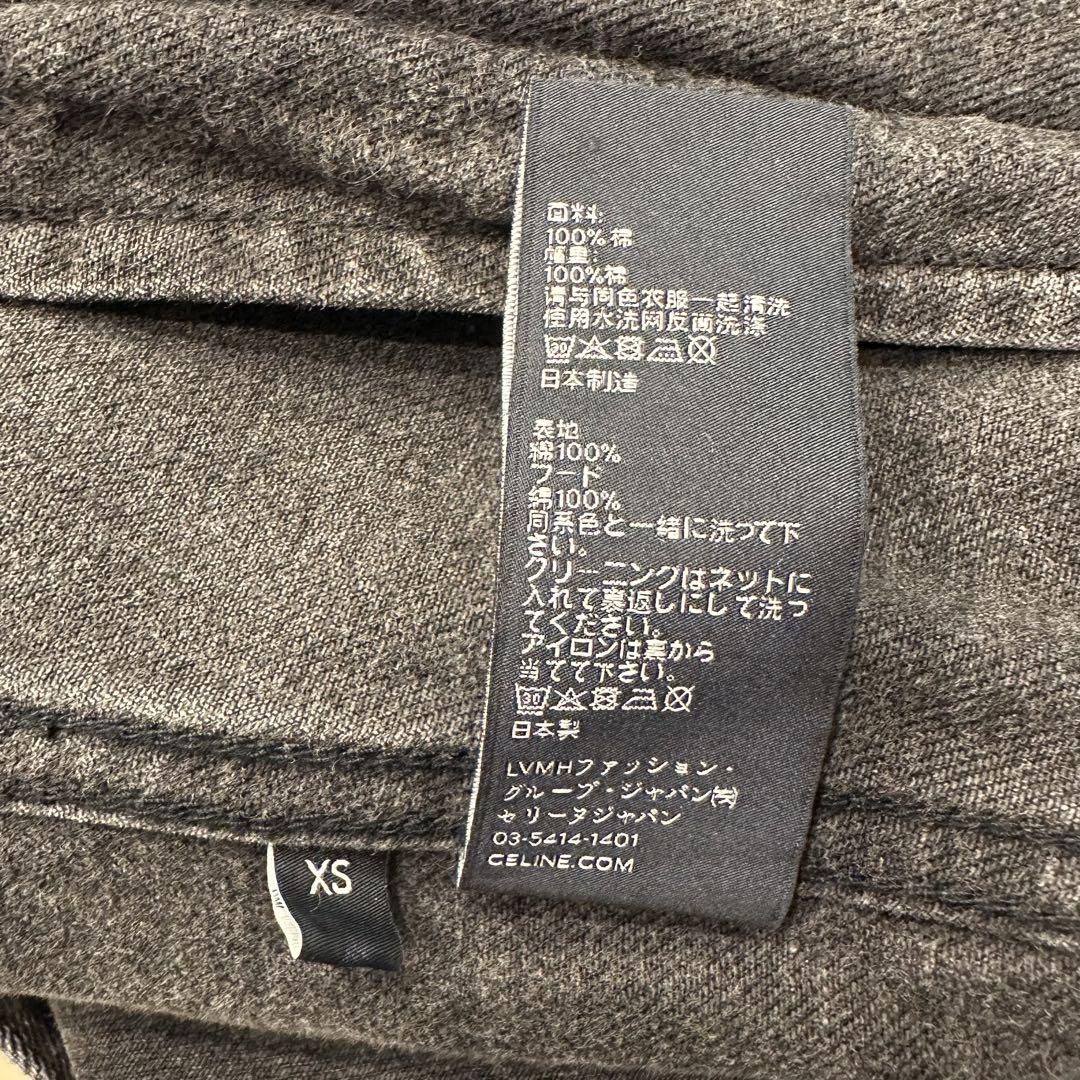 面料:
100% 棉
100%棉
请与同色衣服一起清洗
使用水洗网反面洗涤
30
日本制造
表地
綿100%
フード
綿100%
同系色と一緒に洗って下
さい。
クリーニングはネットに
入れて裏返しにして洗っ
てください。
アイロンは裏から
当てて下さい。
30
日本製
LVMHファッション・
グループ・ジャパン㈱
セリーヌジャパン
03-5414-1401
CELINE.COM
XS